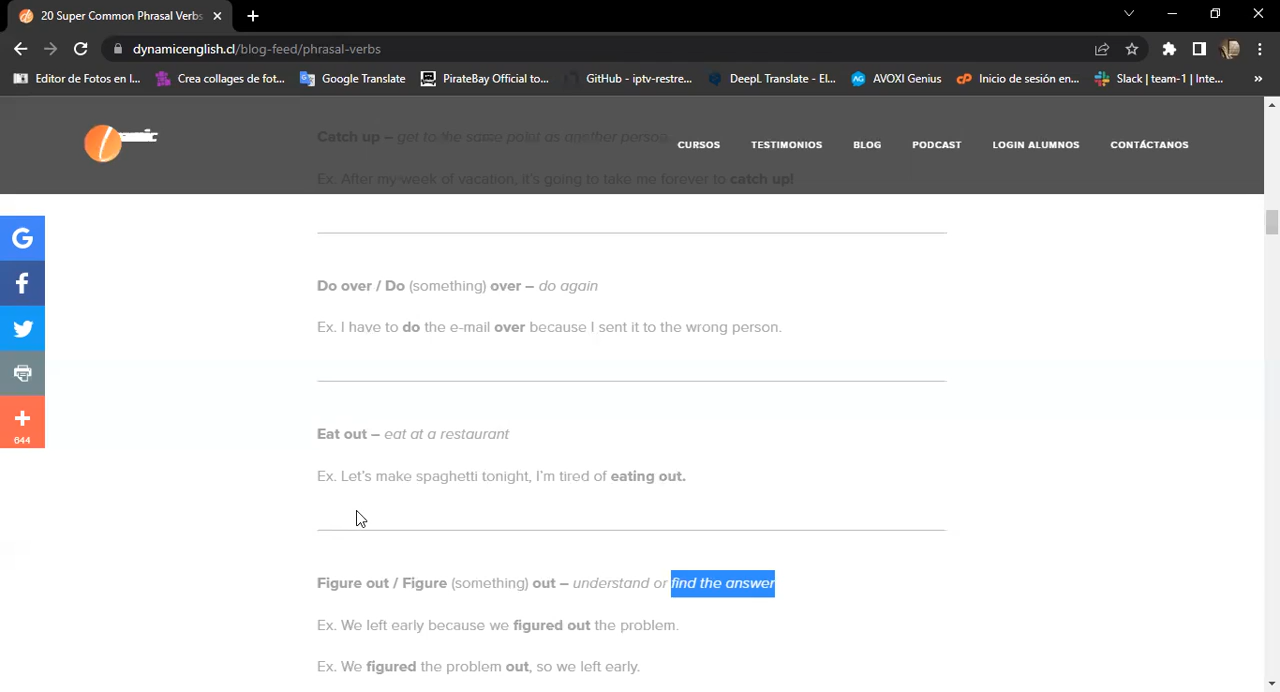 20 Super Common Phrasal Verbs
dynamicenglish.cl/blog-feed/phrasal-verbs
Editor de Fotos en l... Crea collages de fot... Google Translate PirateBay Official to... GitHub - iptv-restre... DeepL Translate - El... AVOXI Genius Inicio de sesión en... Slack | team-1 | Inte... »
CURSOS TESTIMONIOS BLOG PODCAST LOGIN ALUMNOS CONTÁCTANOS
Catch up – get to the same point as another person.
Ex. After my week of vacation, it's going to take me forever to catch up!
Do over / Do (something) over – do again
Ex. I have to do the e-mail over because I sent it to the wrong person.
Eat out – eat at a restaurant
Ex. Let's make spaghetti tonight, I'm tired of eating out.
Figure out / Figure (something) out – understand or find the answer
Ex. We left early because we figured out the problem.
Ex. We figured the problem out, so we left early.
644